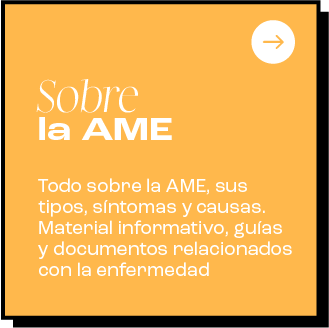 Sobre
la AME
Todo sobre la AME, sus
tipos, síntomas y causas.
Material informativo, guías
y documentos relacionados
con la enfermedad